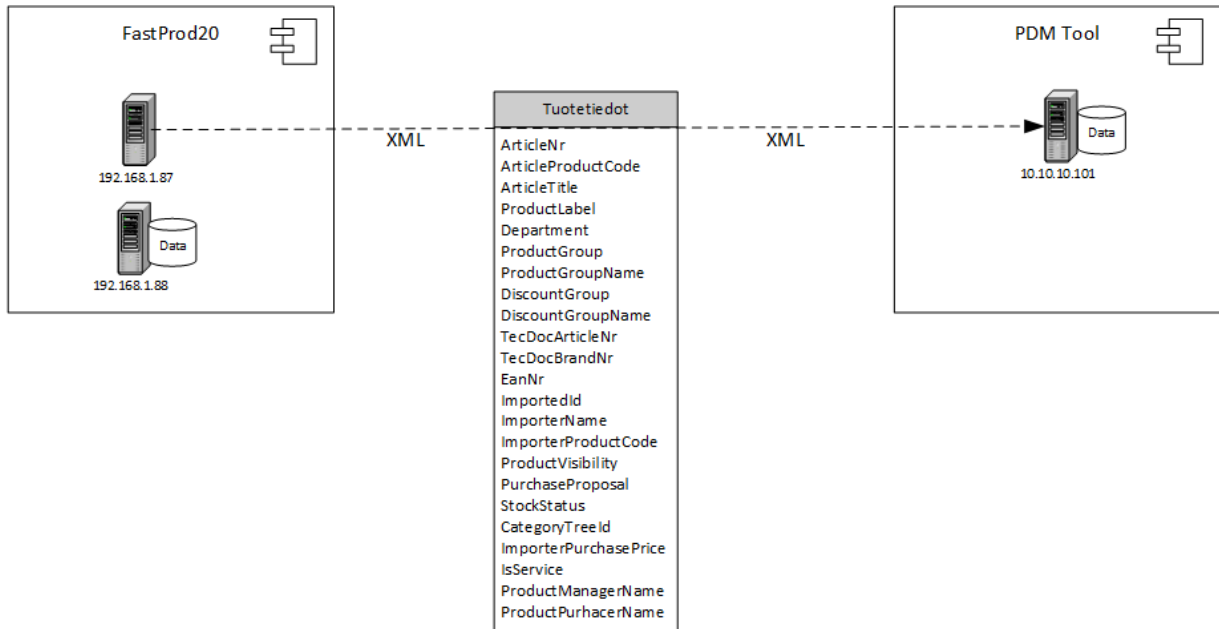 FastProd20
192.168.1.87
Data
192.168.1.88
XML
Tuotetiedot
ArticleNr
ArticleProductCode
ArticleTitle
ProductLabel
Department
ProductGroup
ProductGroupName
DiscountGroup
DiscountGroupName
TecDocArticleNr
TecDocBrandNr
EanNr
ImportedId
ImporterName
ImporterProductCode
ProductVisibility
PurchaseProposal
StockStatus
CategoryTreeId
ImporterPurchasePrice
IsService
ProductManagerName
ProductPurhacerName
XML
PDM Tool
Data
10.10.10.101